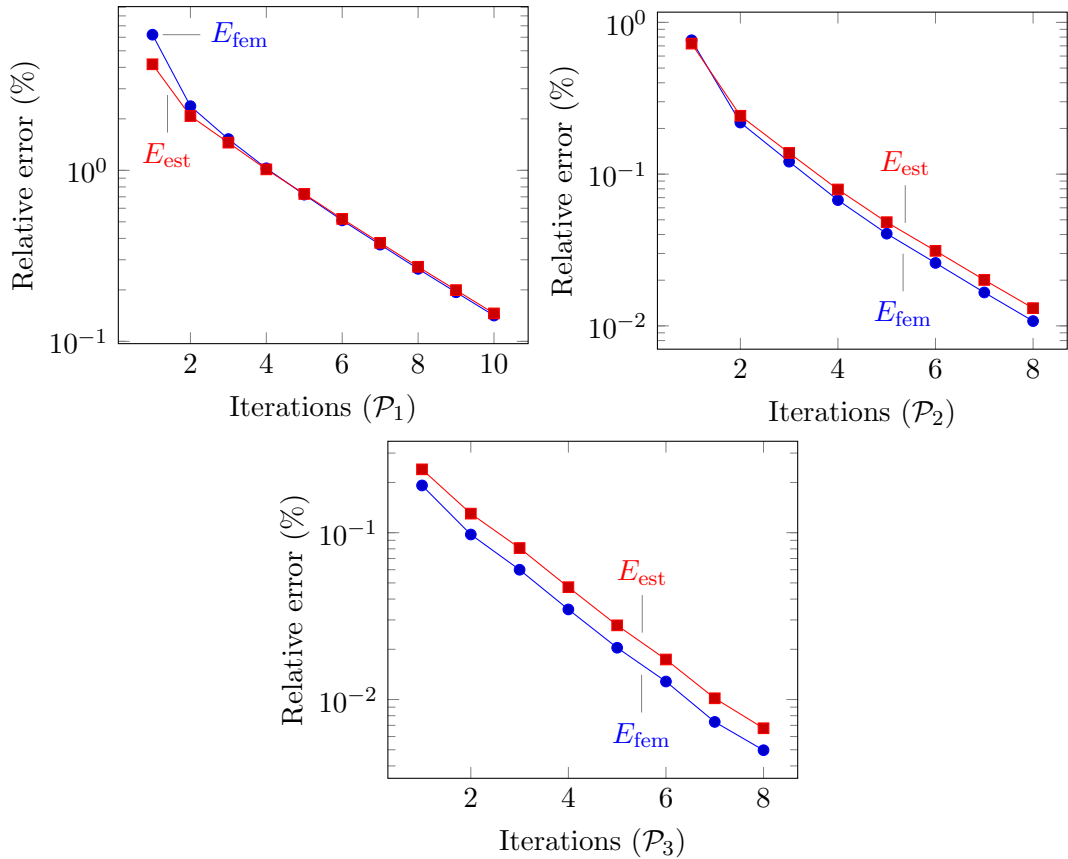 E_fem
E_est
10^0
10^{-1}
Relative error (%)
2 4 6 8 10
Iterations (𝒫_1)
10^0
10^{-1}
10^{-2}
Relative error (%)
E_est
E_fem
2 4 6 8
Iterations (𝒫_2)
10^{-1}
10^{-2}
Relative error (%)
E_est
E_fem
2 4 6 8
Iterations (𝒫_3)